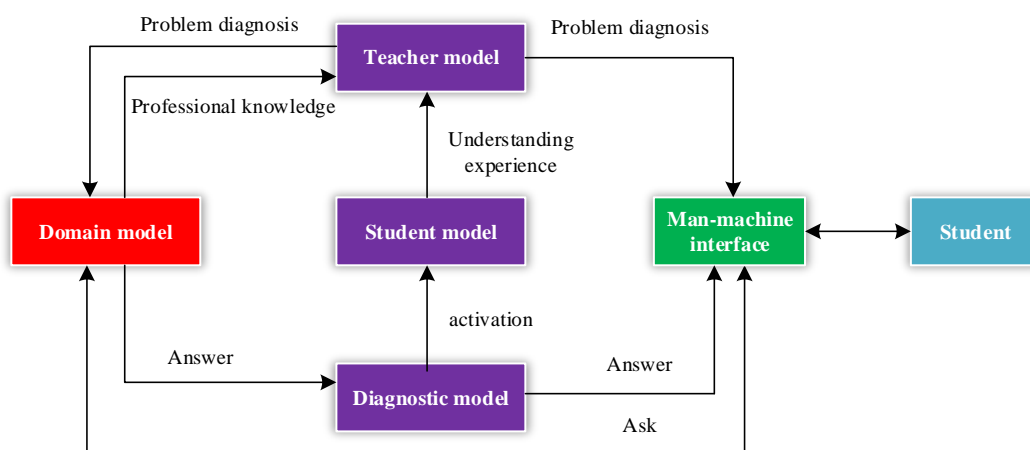 Problem diagnosis
Problem diagnosis
Teacher model
Professional knowledge
Understanding
experience
Domain model
Student model
Man-machine
interface
Student
activation
Answer
Answer
Diagnostic model
Ask